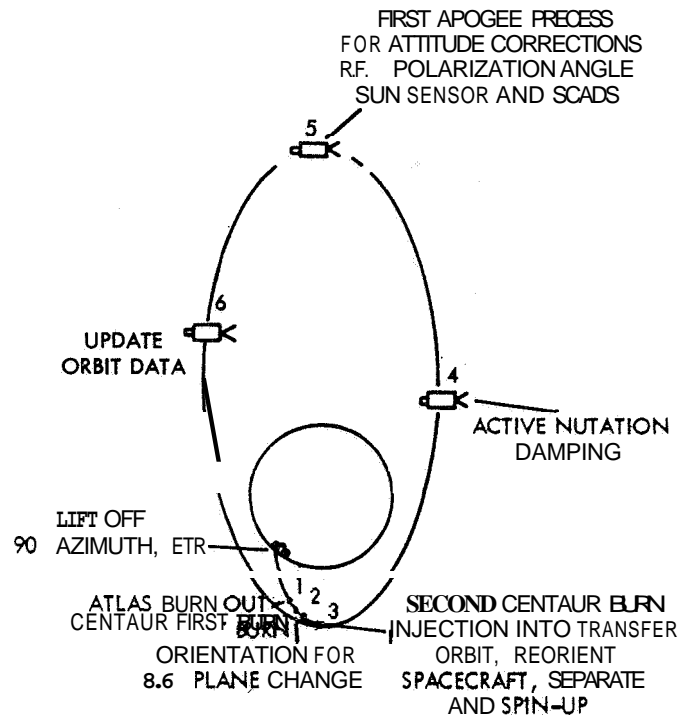 FIRST APOGEE PRECESS
FOR ATTITUDE CORRECTIONS
R.F. POLARIZATION ANGLE
SUN SENSOR AND SCADS
5
6
UPDATE
ORBIT DATA
4
ACTIVE NUTATION
DAMPING
LIFT OFF
90 AZIMUTH, ETR
1
2
3
ATLAS BURN OUT
CENTAUR FIRST BURN
ORIENTATION FOR
8.6 PLANE CHANGE
SECOND CENTAUR BURN
INJECTION INTO TRANSFER
ORBIT, REORIENT
SPACECRAFT, SEPARATE
AND SPIN-UP